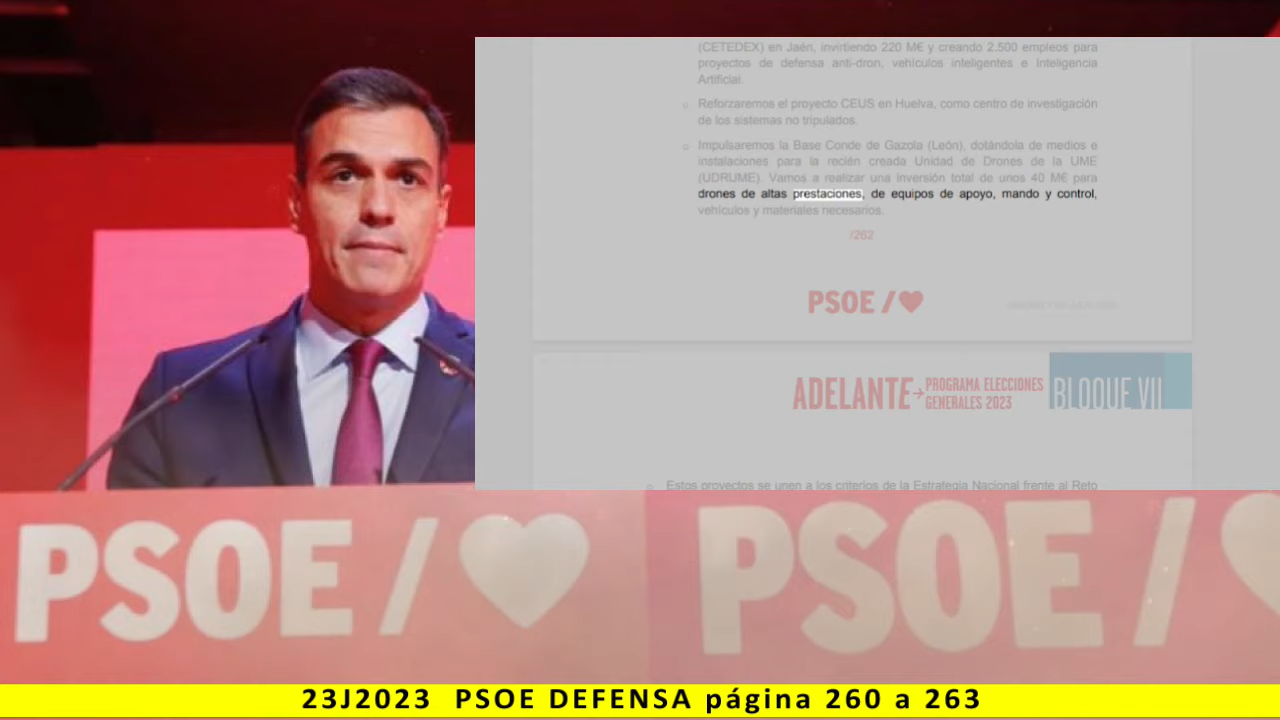 (CETEDEX) en Jaén, invirtiendo 220 M€ y creando 2.500 empleos para
proyectos de defensa anti-dron, vehículos inteligentes e Inteligencia
Artificial.
○ Reforzaremos el proyecto CEUS en Huelva, como centro de investigación
de los sistemas no tripulados.
○ Impulsaremos la Base Conde de Gazola (León), dotándola de medios e
instalaciones para la recién creada Unidad de Drones de la UME
(UDRUME). Vamos a realizar una inversión total de unos 40 M€ para
drones de altas prestaciones, de equipos de apoyo, mando y control,
vehículos y materiales necesarios.
/262
PSOE /
ADELANTE→ PROGRAMA ELECCIONES
GENERALES 2023
BLOQUE VII
○ Estos proyectos se unen a los criterios de la Estrategia Nacional frente al Reto
PSOE / PSOE /
23J2023 PSOE DEFENSA página 260 a 263